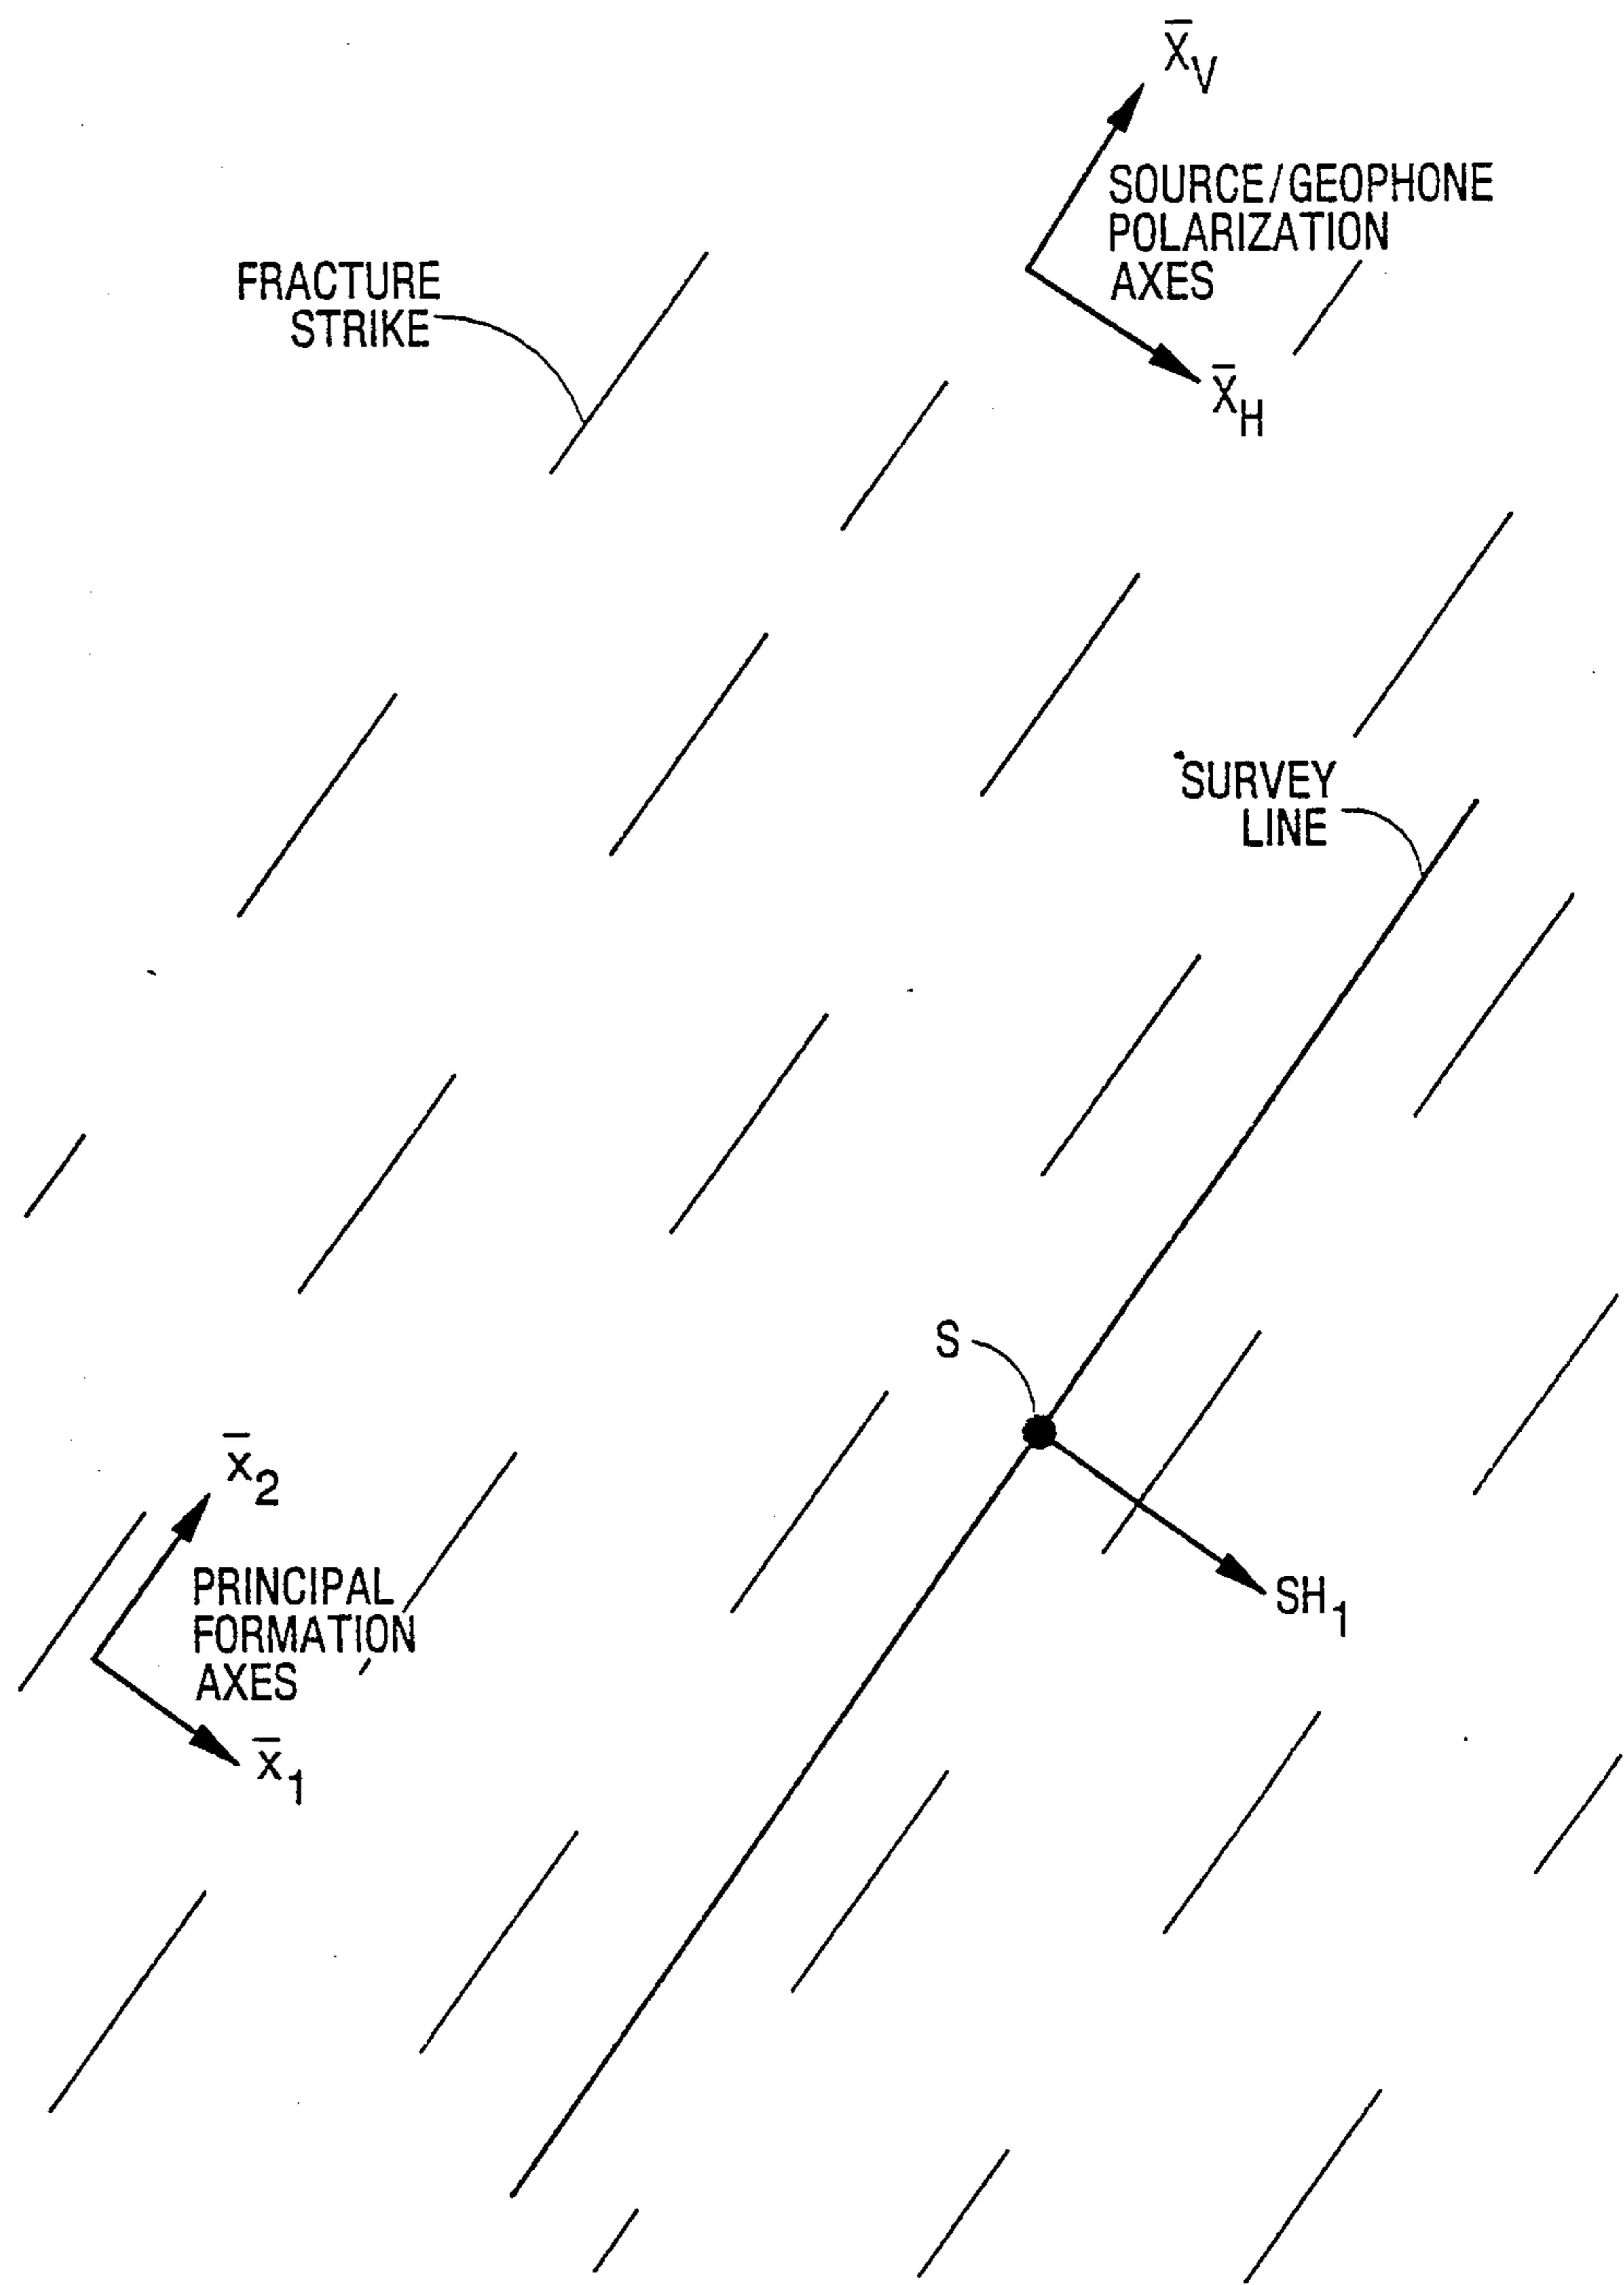 X̅V
SOURCE/GEOPHONE
POLARIZATION
AXES
X̅H
FRACTURE
STRIKE
SURVEY
LINE
S
SH1
x̅2
PRINCIPAL
FORMATION
AXES
x̅1